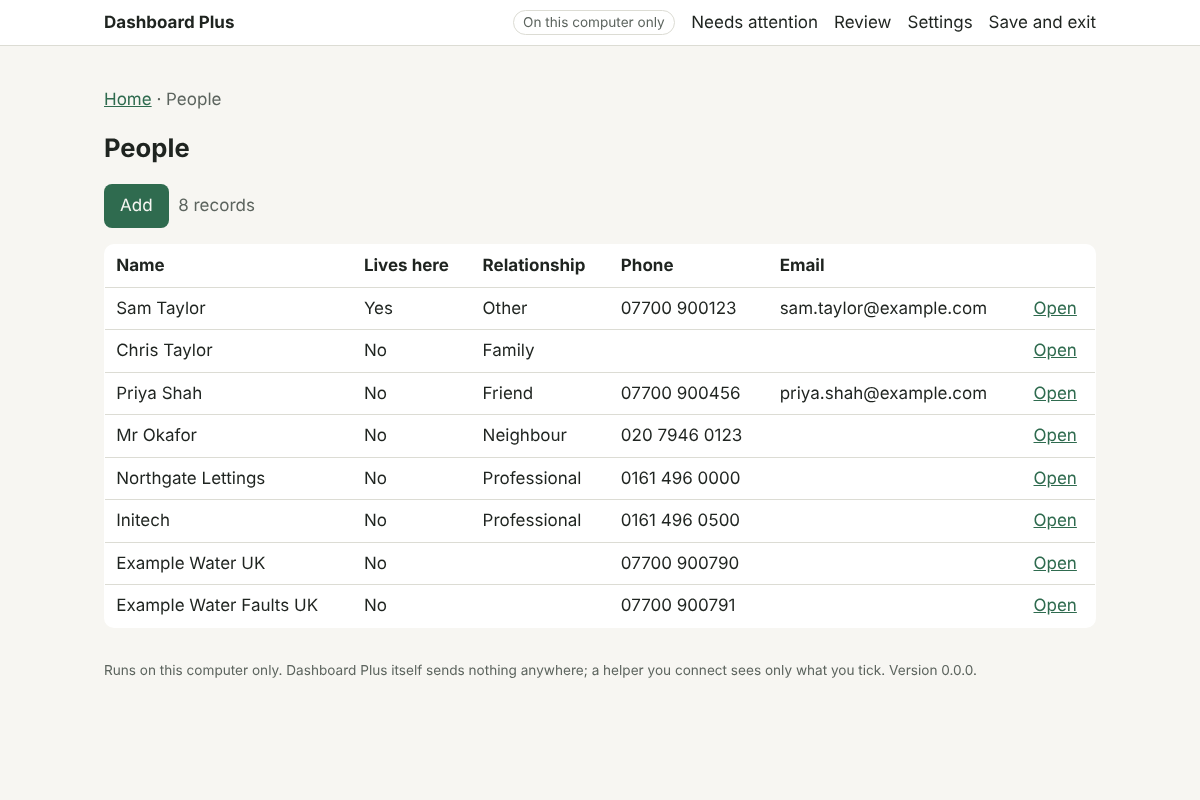 Dashboard Plus On this computer only Needs attention Review Settings Save and exit
Home · People
People
Add 8 records
Name Lives here Relationship Phone Email
Sam Taylor Yes Other 07700 900123 sam.taylor@example.com Open
Chris Taylor No Family Open
Priya Shah No Friend 07700 900456 priya.shah@example.com Open
Mr Okafor No Neighbour 020 7946 0123 Open
Northgate Lettings No Professional 0161 496 0000 Open
Initech No Professional 0161 496 0500 Open
Example Water UK No 07700 900790 Open
Example Water Faults UK No 07700 900791 Open
Runs on this computer only. Dashboard Plus itself sends nothing anywhere; a helper you connect sees only what you tick. Version 0.0.0.